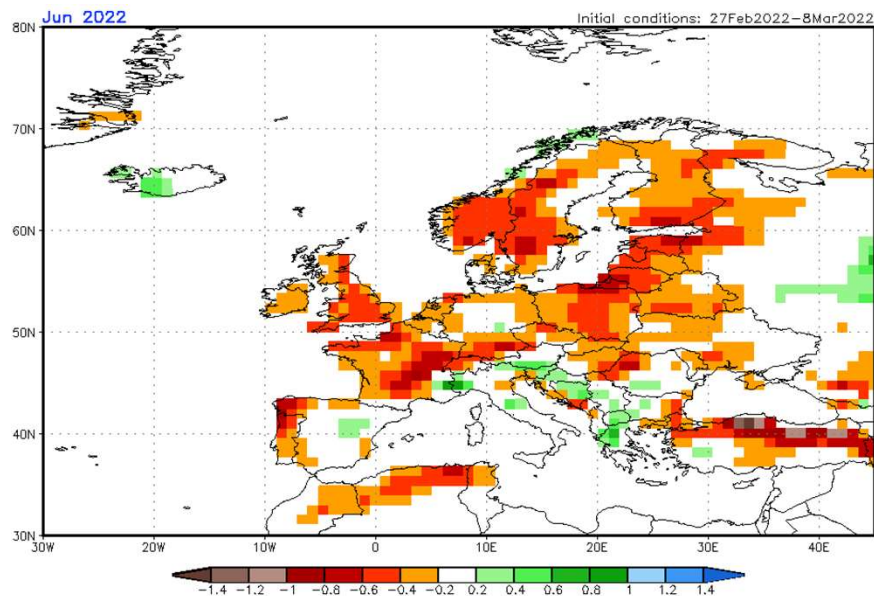 Jun 2022
Initial conditions: 27Feb2022-8Mar2022
80N
70N
60N
50N
40N
30N
30W 20W 10W 0 10E 20E 30E 40E
-1.4 -1.2 -1 -0.8 -0.6 -0.4 -0.2 0.2 0.4 0.6 0.8 1 1.2 1.4